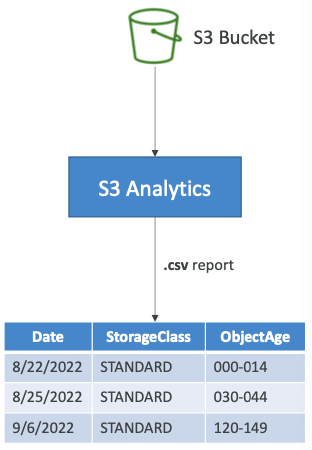 S3 Bucket
S3 Analytics
.csv report
Date StorageClass ObjectAge
8/22/2022 STANDARD 000-014
8/25/2022 STANDARD 030-044
9/6/2022 STANDARD 120-149